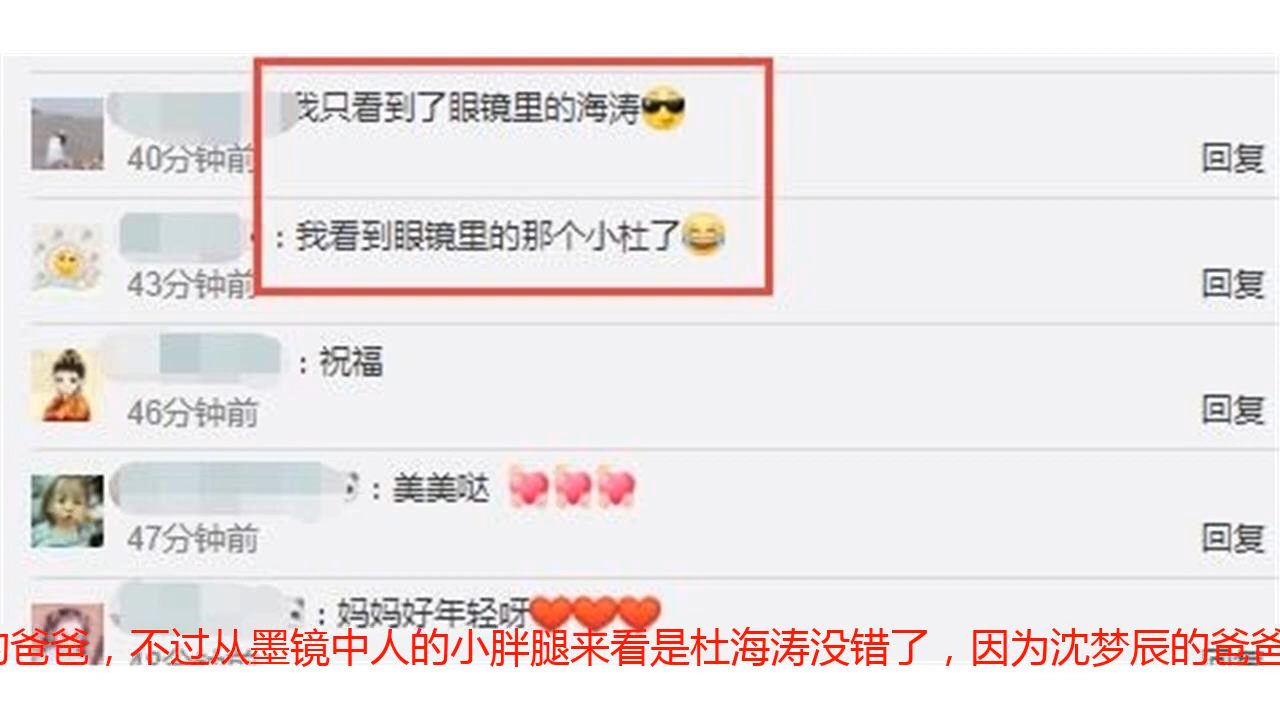 我只看到了眼镜里的海涛😎
40分钟前
回复
：我看到眼镜里的那个小杜了😂
43分钟前
回复
：祝福
46分钟前
回复
：美美哒 💖💖💖
47分钟前
回复
：妈妈好年轻呀❤❤❤
的爸爸，不过从墨镜中人的小胖腿来看是杜海涛没错了，因为沈梦辰的爸爸